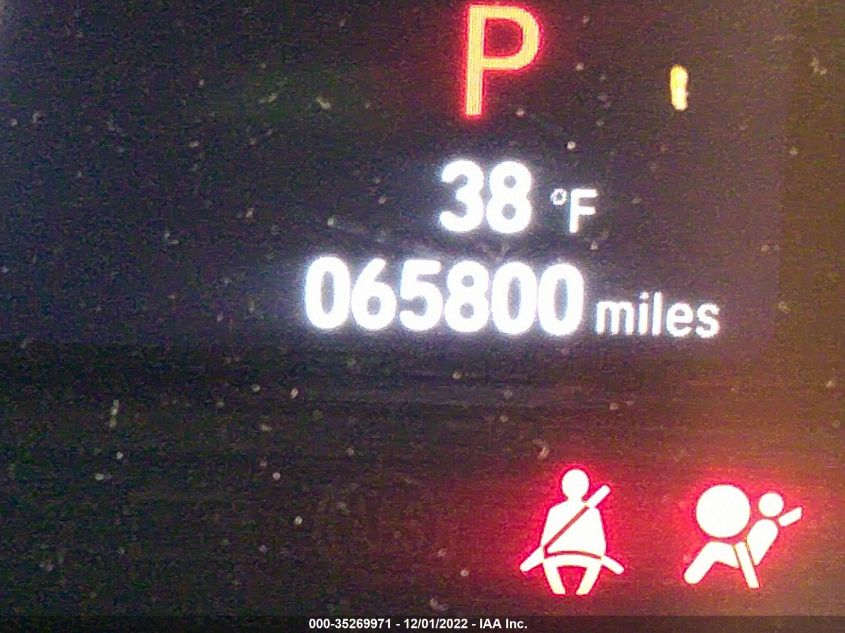 P
38 °F
065800 miles
000-35269971 - 12/01/2022 - IAA Inc.